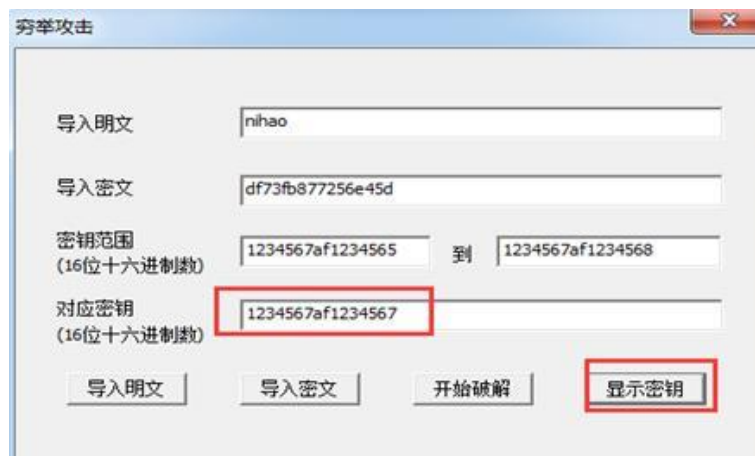 穷举攻击
导入明文 nihao
导入密文 df73fb877256e45d
密钥范围 1234567af1234565 到 1234567af1234568
(16位十六进制数)
对应密钥 1234567af1234567
(16位十六进制数)
导入明文 导入密文 开始破解 显示密钥